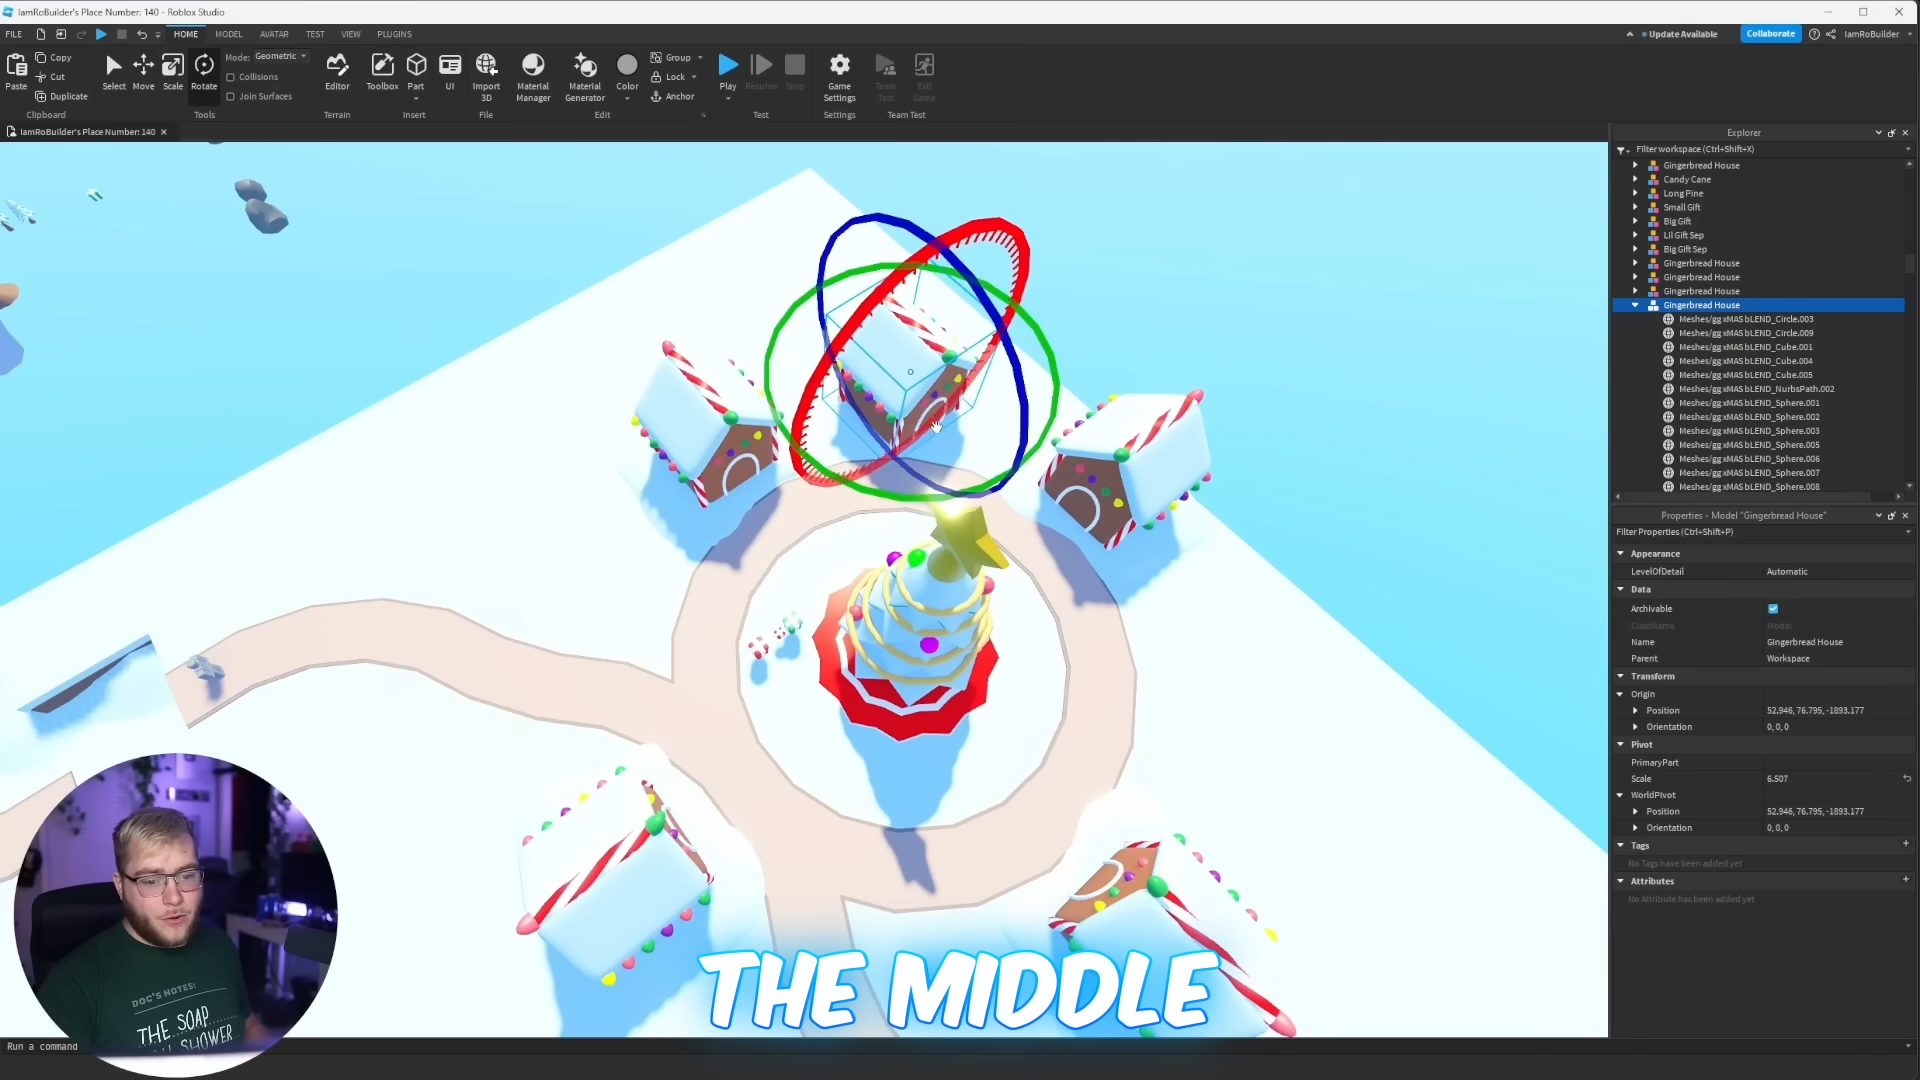 IamRoBuilder's Place Number: 140 - Roblox Studio
FILE
HOME
MODEL
AVATAR
TEST
VIEW
PLUGINS
Update Available
Collaborate
IamRoBuilder
Paste
Copy
Cut
Duplicate
Clipboard
Select
Move
Scale
Rotate
Mode: Geometric
Collisions
Join Surfaces
Tools
Editor
Terrain
Toolbox
Part
UI
Insert
Import 3D
File
Material Manager
Material Generator
Color
Group
Lock
Anchor
Edit
Play
Resume
Stop
Test
Game Settings
Settings
Team Test
Exit Game
Team Test
IamRoBuilder's Place Number: 140
Explorer
Filter workspace (Ctrl+Shift+X)
Gingerbread House
Candy Cane
Long Pine
Small Gift
Big Gift
Lil Gift Sep
Big Gift Sep
Gingerbread House
Gingerbread House
Gingerbread House
Gingerbread House
Meshes/gg xMAS bLEND_Circle.003
Meshes/gg xMAS bLEND_Circle.009
Meshes/gg xMAS bLEND_Cube.001
Meshes/gg xMAS bLEND_Cube.004
Meshes/gg xMAS bLEND_Cube.005
Meshes/gg xMAS bLEND_NurbsPath.002
Meshes/gg xMAS bLEND_Sphere.001
Meshes/gg xMAS bLEND_Sphere.002
Meshes/gg xMAS bLEND_Sphere.003
Meshes/gg xMAS bLEND_Sphere.005
Meshes/gg xMAS bLEND_Sphere.006
Meshes/gg xMAS bLEND_Sphere.007
Meshes/gg xMAS bLEND_Sphere.008
Properties - Model "Gingerbread House"
Filter Properties (Ctrl+Shift+P)
Appearance
LevelOfDetail Automatic
Data
Archivable
ClassName Model
Name Gingerbread House
Parent Workspace
Transform
Origin
Position 52.946, 76.795, -1893.177
Orientation 0, 0, 0
Pivot
PrimaryPart
Scale 6.507
WorldPivot
Position 52.946, 76.795, -1893.177
Orientation 0, 0, 0
Tags
No Tags have been added yet
Attributes
No Attribute has been added yet
DOC'S NOTES:
THE SOAP
SHOWER
THE MIDDLE
Run a command